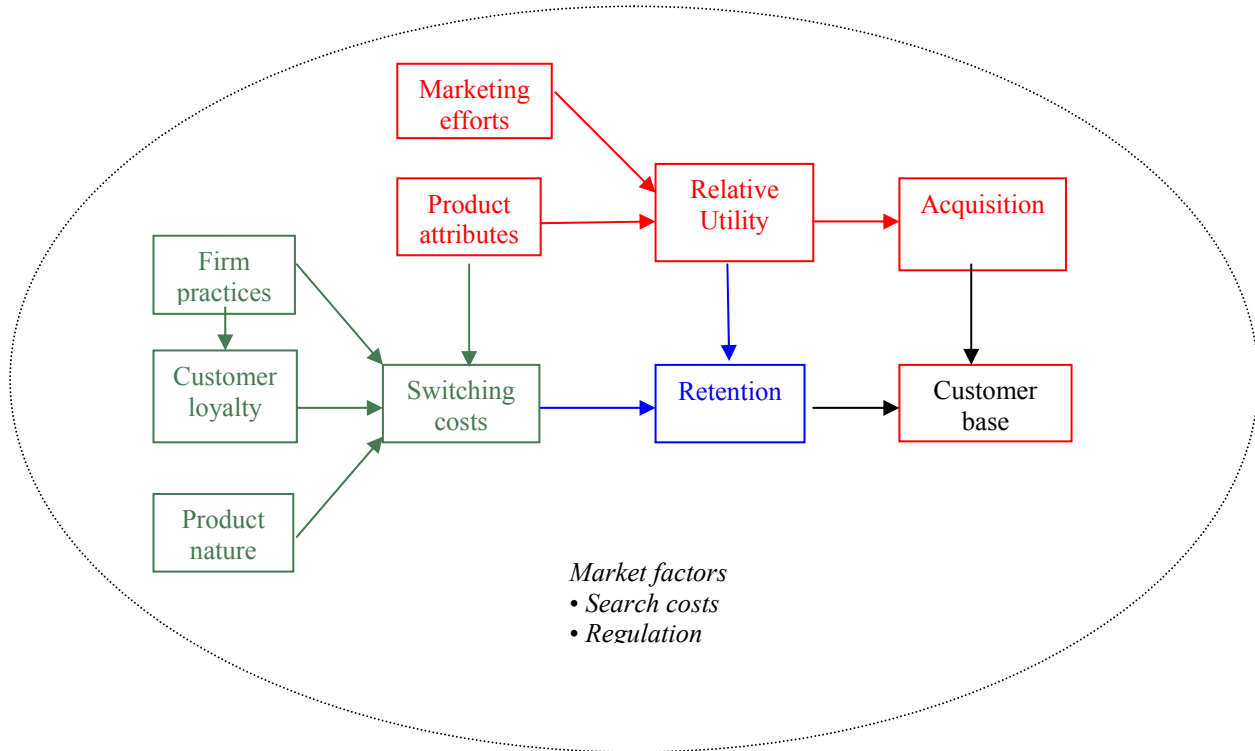 Marketing
efforts
Product
attributes
Relative
Utility
Acquisition
Firm
practices
Customer
loyalty
Switching
costs
Retention
Customer
base
Product
nature
Market factors
• Search costs
• Regulation